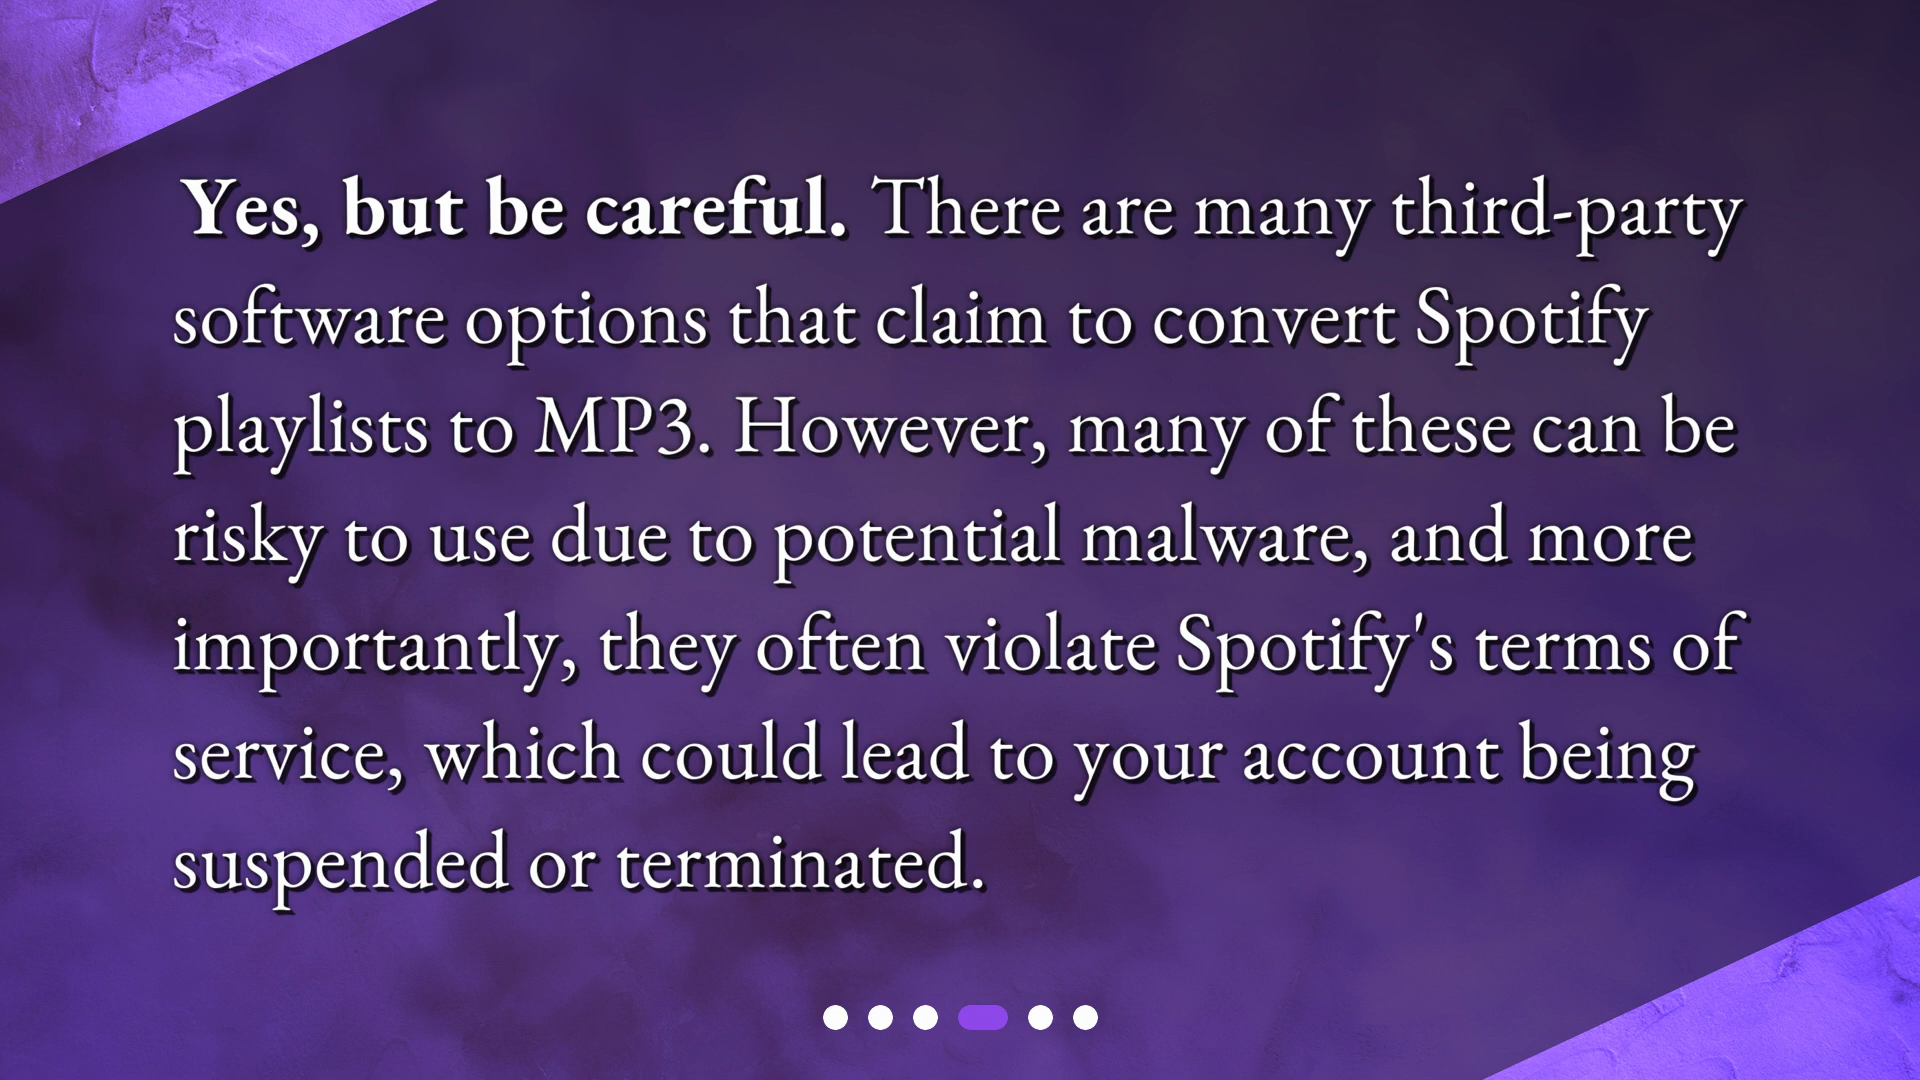 Yes, but be careful. There are many third-party
software options that claim to convert Spotify
playlists to MP3. However, many of these can be
risky to use due to potential malware, and more
importantly, they often violate Spotify's terms of
service, which could lead to your account being
suspended or terminated.